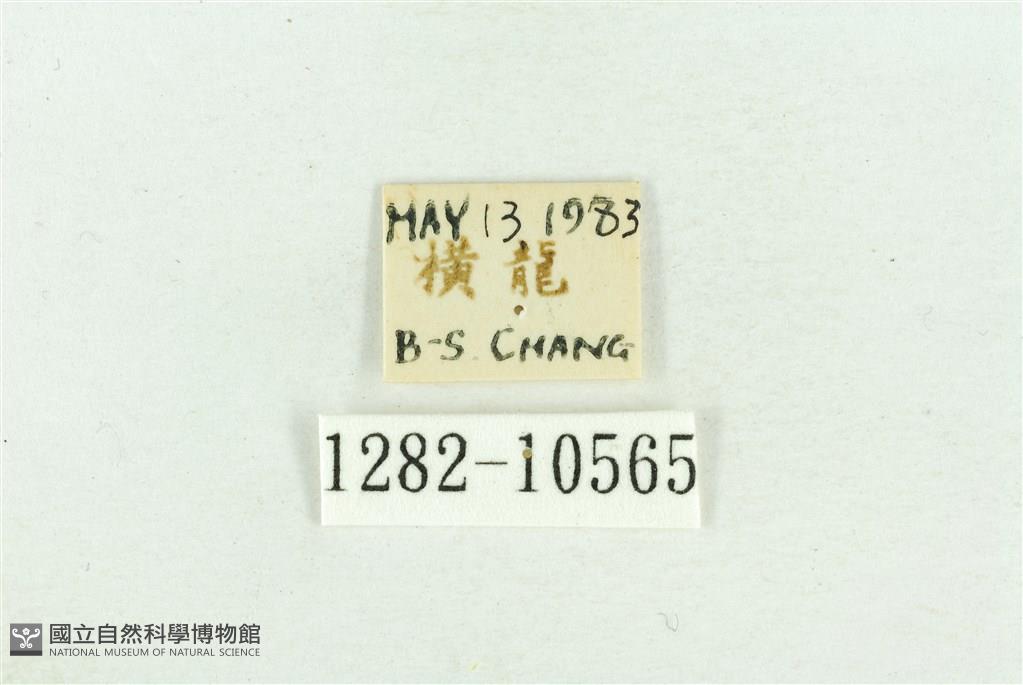 MAY 13 1983
橫龍
B-S. CHANG
1282-10565
國立自然科學博物館
NATIONAL MUSEUM OF NATURAL SCIENCE